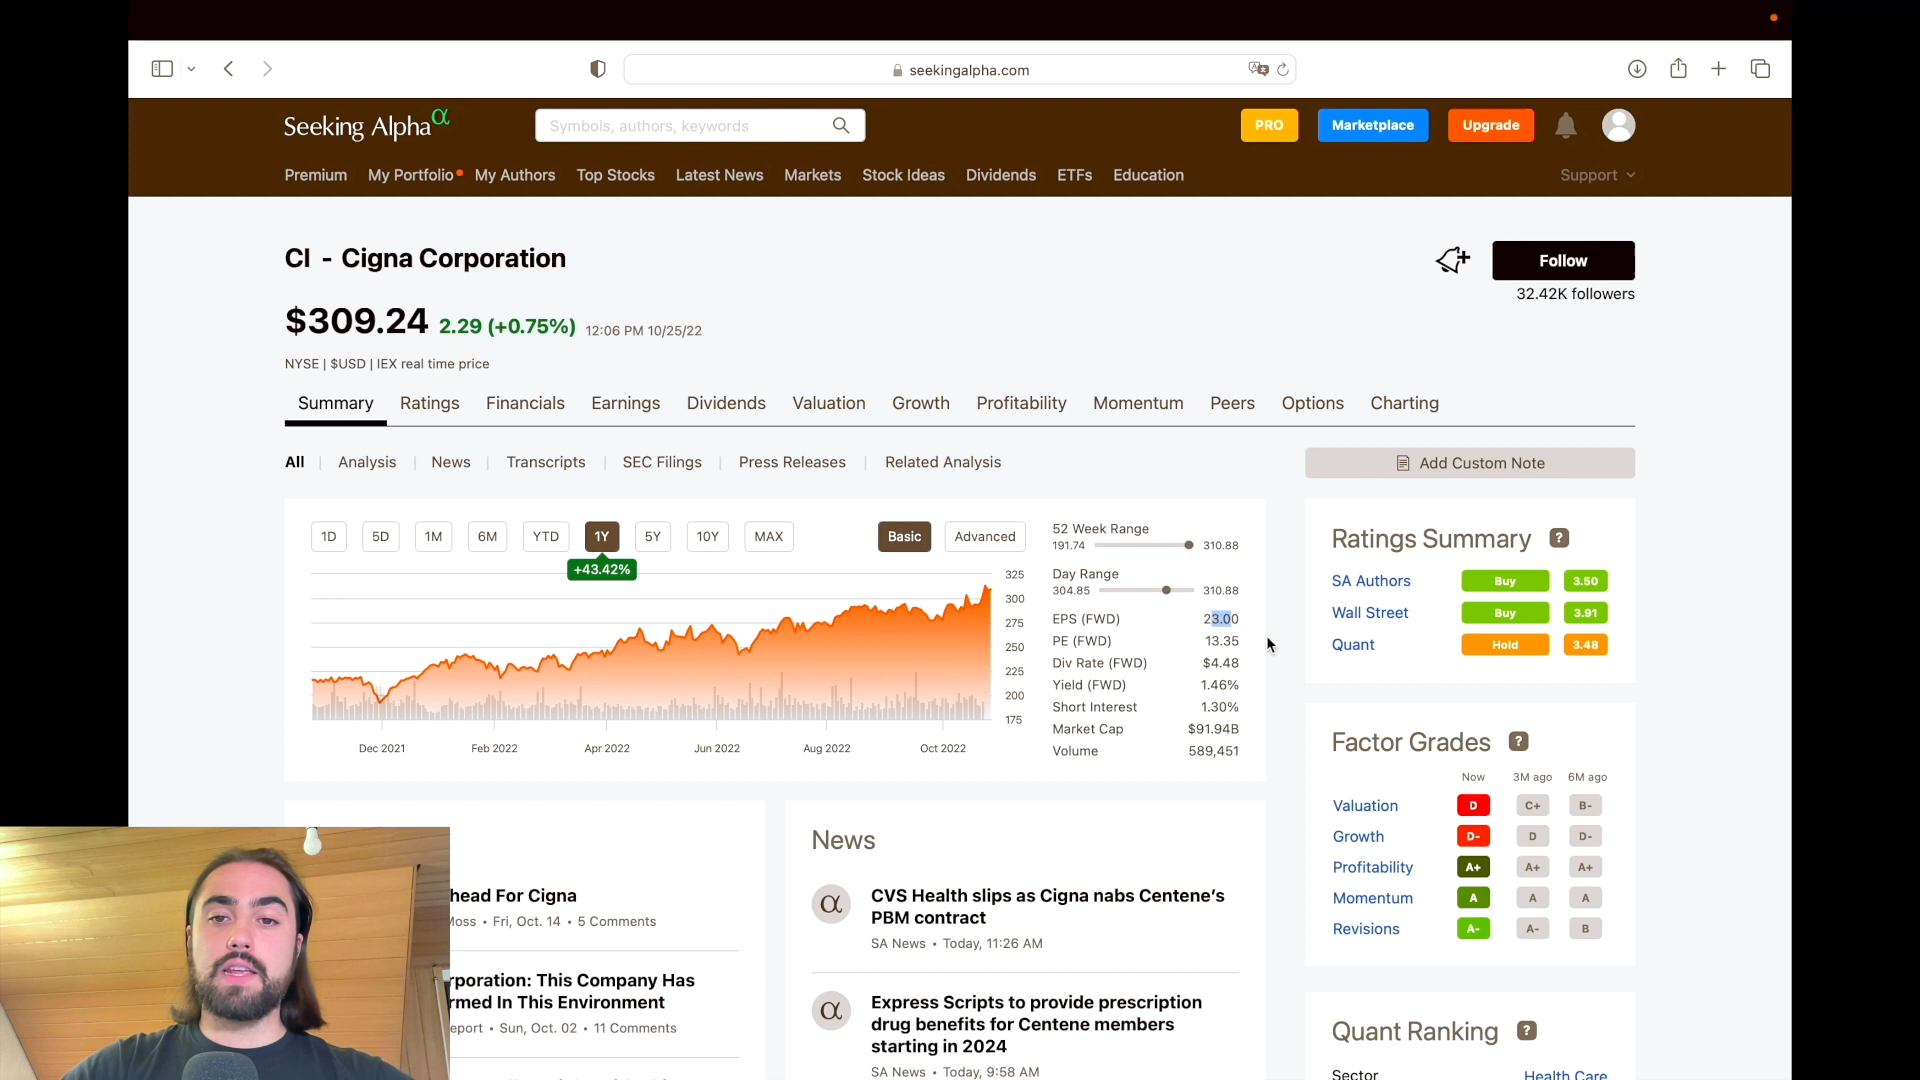 seekingalpha.com
Seeking Alpha α
Symbols, authors, keywords
PRO
Marketplace
Upgrade
Premium My Portfolio My Authors Top Stocks Latest News Markets Stock Ideas Dividends ETFs Education
Support
CI - Cigna Corporation
Follow
32.42K followers
$309.24 2.29 (+0.75%) 12:06 PM 10/25/22
NYSE | $USD | IEX real time price
Summary Ratings Financials Earnings Dividends Valuation Growth Profitability Momentum Peers Options Charting
All | Analysis | News | Transcripts | SEC Filings | Press Releases | Related Analysis
Add Custom Note
1D 5D 1M 6M YTD 1Y 5Y 10Y MAX
Basic Advanced
+43.42%
325
300
275
250
225
200
175
Dec 2021 Feb 2022 Apr 2022 Jun 2022 Aug 2022 Oct 2022
52 Week Range
191.74 310.88
Day Range
304.85 310.88
EPS (FWD) 23.00
PE (FWD) 13.35
Div Rate (FWD) $4.48
Yield (FWD) 1.46%
Short Interest 1.30%
Market Cap $91.94B
Volume 589,451
Ratings Summary ?
SA Authors Buy 3.50
Wall Street Buy 3.91
Quant Hold 3.48
Factor Grades ?
Now 3M ago 6M ago
Valuation D C+ B-
Growth D- D D-
Profitability A+ A+ A+
Momentum A A A
Revisions A- A- B
Quant Ranking ?
Sector Health Care
head For Cigna
Moss • Fri, Oct. 14 • 5 Comments
rporation: This Company Has
rmed In This Environment
eport • Sun, Oct. 02 • 11 Comments
News
α
CVS Health slips as Cigna nabs Centene’s
PBM contract
SA News • Today, 11:26 AM
α
Express Scripts to provide prescription
drug benefits for Centene members
starting in 2024
SA News • Today, 9:58 AM